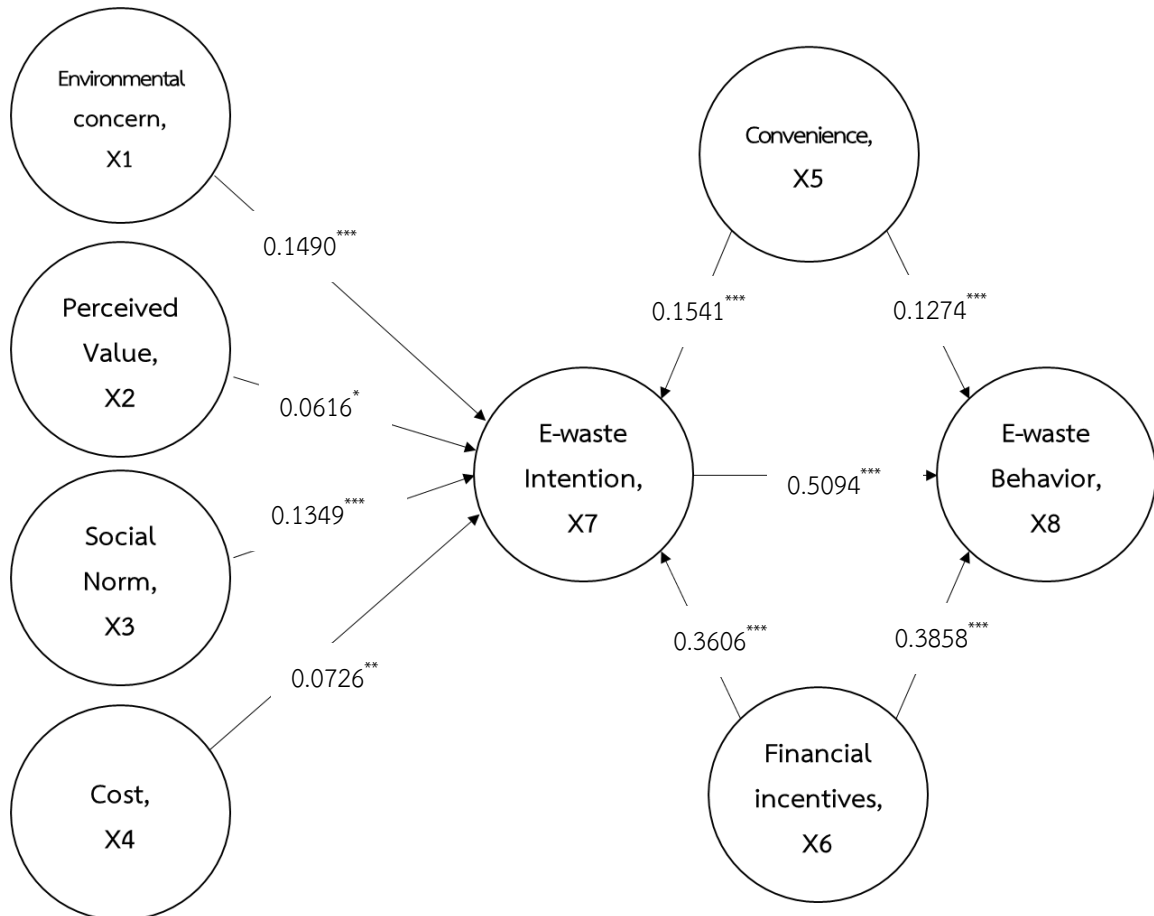 Environmental
concern,
X1
Convenience,
X5
0.1490***
Perceived
Value,
X2
0.1541***
0.1274***
0.0616*
E-waste
Intention,
X7
E-waste
Behavior,
X8
0.5094***
0.1349***
Social
Norm,
X3
0.3606***
0.3858***
0.0726**
Cost,
X4
Financial
incentives,
X6